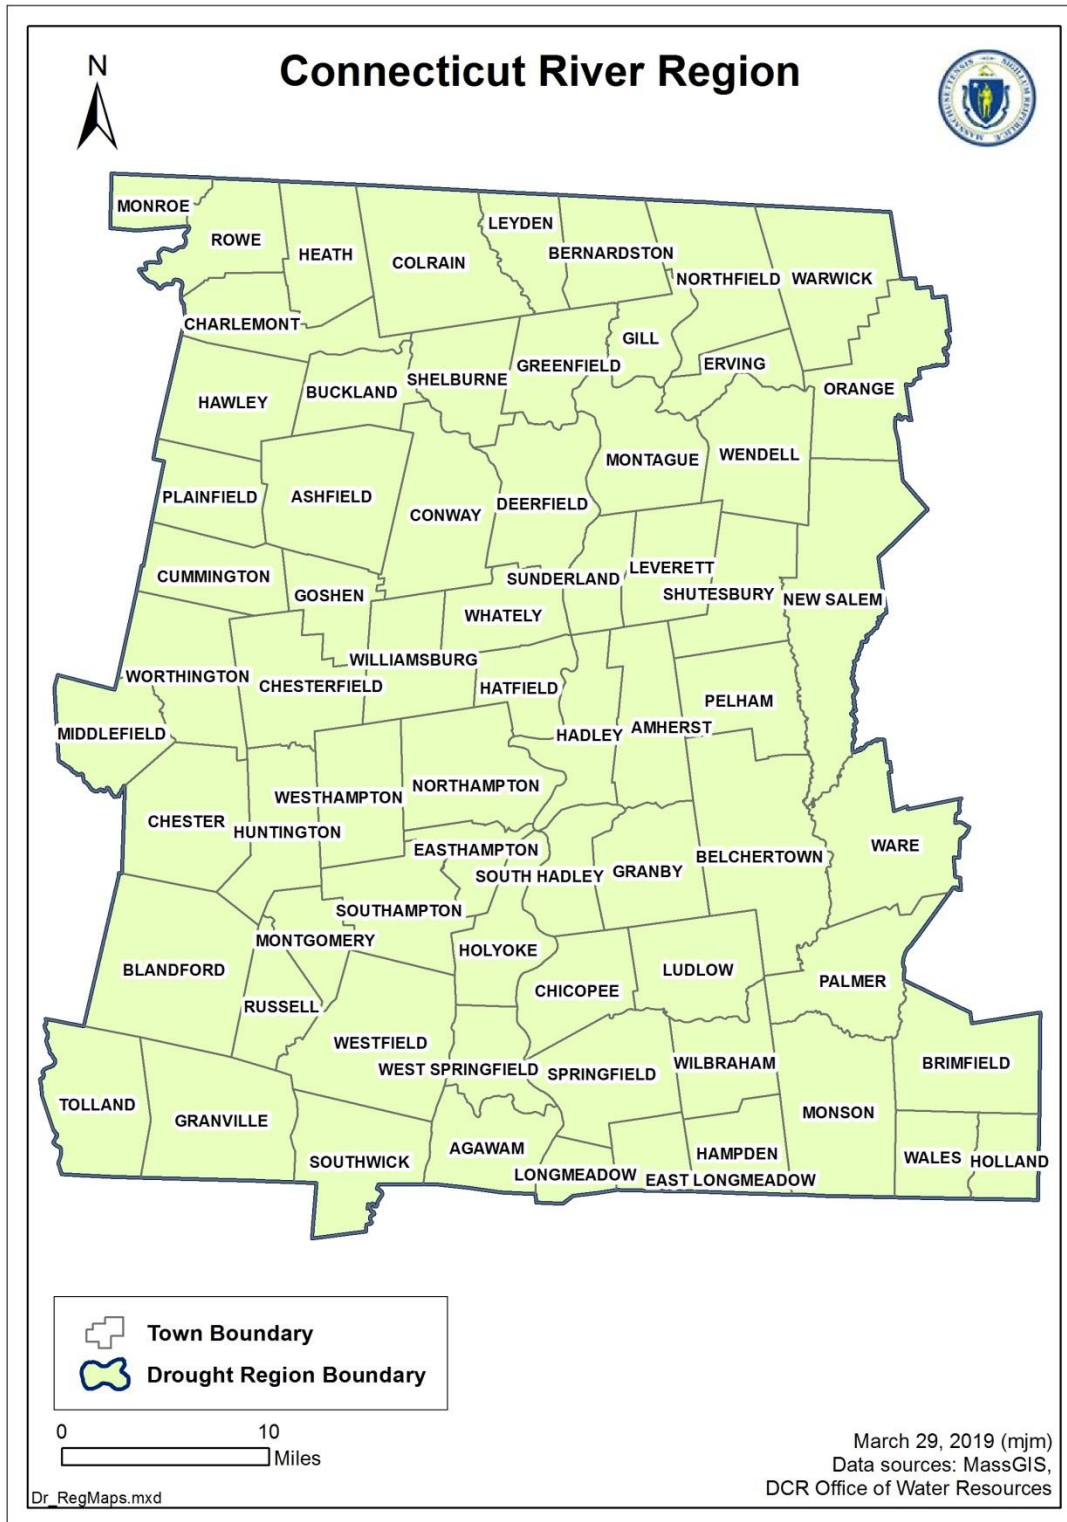 Connecticut River Region
N
MASSACHUSETTENSIS SIGILLUM REIPUBLICÆ
MONROE
ROWE
HEATH
COLRAIN
LEYDEN
BERNARDSTON
NORTHFIELD
WARWICK
CHARLEMONT
GILL
ERVING
GREENFIELD
SHELBURNE
BUCKLAND
HAWLEY
ORANGE
MONTAGUE
WENDELL
PLAINFIELD
ASHFIELD
CONWAY
DEERFIELD
CUMMINGTON
GOSHEN
SUNDERLAND
LEVERETT
SHUTESBURY
NEW SALEM
WHATELY
WILLIAMSBURG
WORTHINGTON
CHESTERFIELD
HATFIELD
PELHAM
MIDDLEFIELD
HADLEY
AMHERST
NORTHAMPTON
WESTHAMPTON
CHESTER
HUNTINGTON
EASTHAMPTON
SOUTH HADLEY
GRANBY
BELCHERTOWN
WARE
SOUTHAMPTON
MONTGOMERY
HOLYOKE
BLANDFORD
LUDLOW
PALMER
CHICOPEE
RUSSELL
WESTFIELD
WEST SPRINGFIELD
SPRINGFIELD
WILBRAHAM
BRIMFIELD
TOLLAND
GRANVILLE
MONSON
SOUTHWICK
AGAWAM
LONGMEADOW
HAMPDEN
EAST LONGMEADOW
WALES
HOLLAND
Town Boundary
Drought Region Boundary
0 10
Miles
March 29, 2019 (mjm)
Data sources: MassGIS,
DCR Office of Water Resources
Dr_RegMaps.mxd